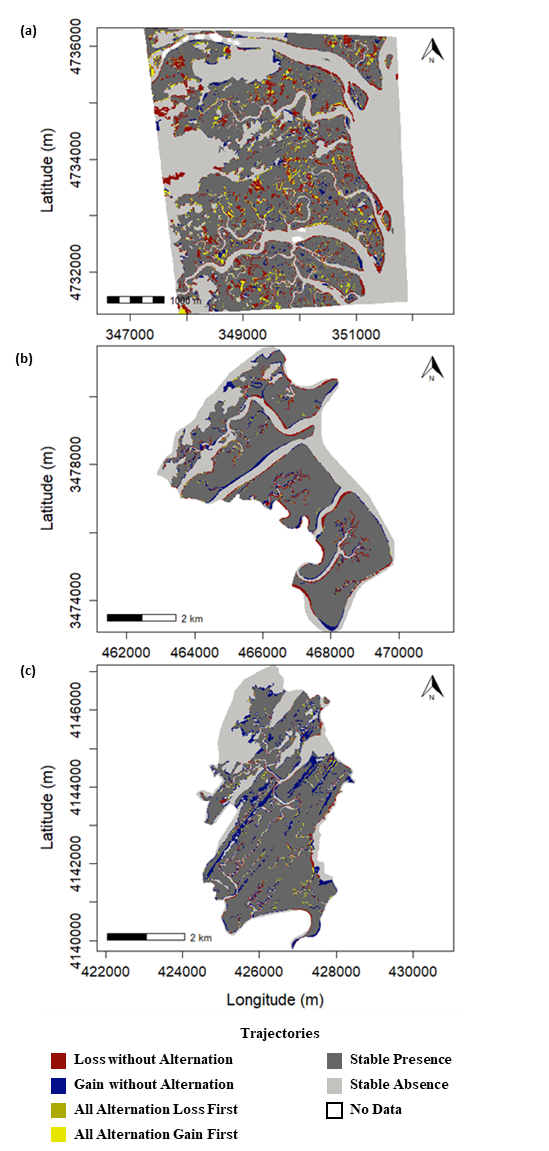 (a)
N
Latitude (m)
4736000
4734000
4732000
1000 m
347000 349000 351000
(b)
N
Latitude (m)
3478000
3474000
2 km
462000 464000 466000 468000 470000
(c)
N
Latitude (m)
4146000
4144000
4142000
4140000
2 km
422000 424000 426000 428000 430000
Longitude (m)
Trajectories
Loss without Alternation
Gain without Alternation
All Alternation Loss First
All Alternation Gain First
Stable Presence
Stable Absence
No Data